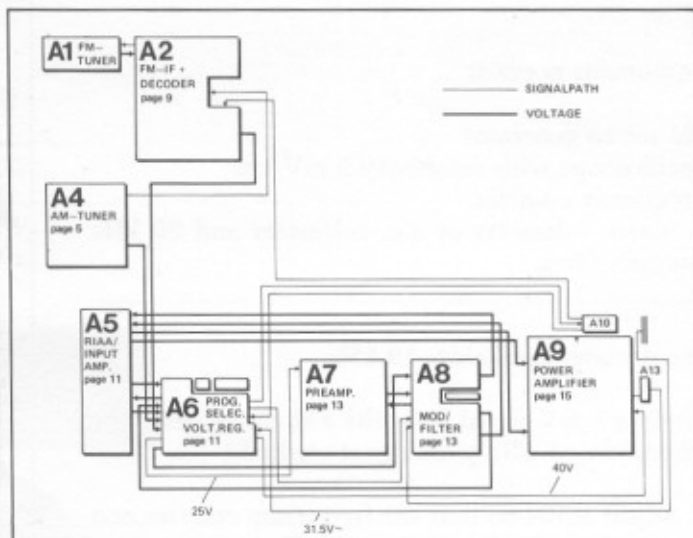 A1 FM-
TUNER
A2
FM-IF +
DECODER
page 9
SIGNALPATH
VOLTAGE
A4
AM-TUNER
page 5
A5
RIAA/
INPUT
AMP.
page 11
A6 PROG.
SELEC.
VOLT.REG.
page 11
A7
PREAMP.
page 13
A8
MOD/
FILTER
page 13
A10
A9
POWER
AMPLIFIER
page 15
A13
25V
31.5V~
40V